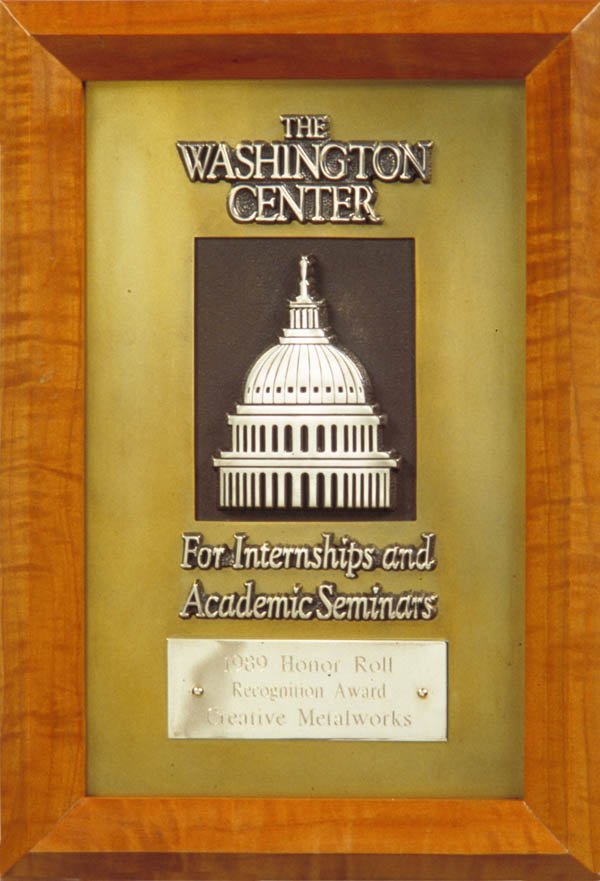 THE
WASHINGTON
CENTER
For Internships and
Academic Seminars
1989 Honor Roll
Recognition Award
Creative Metalworks